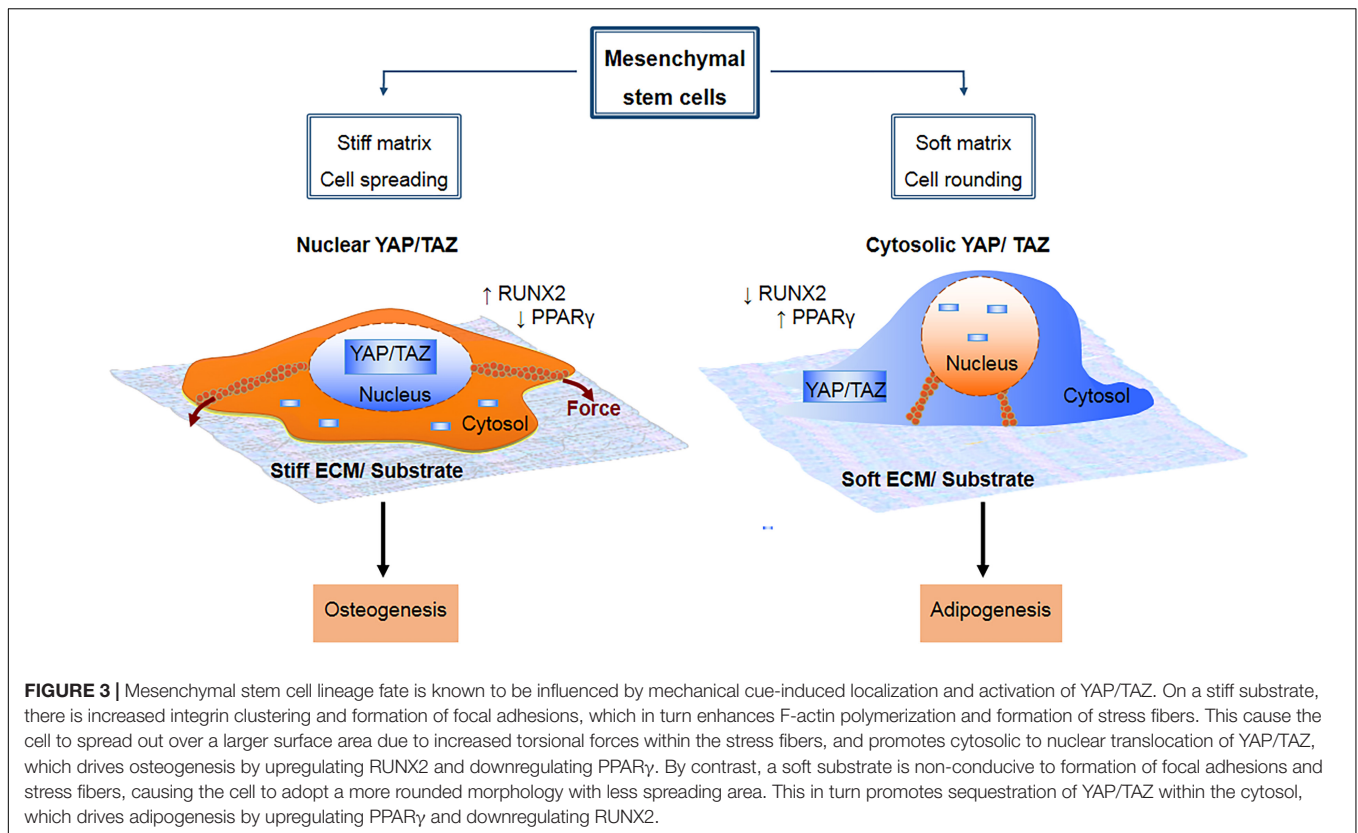 Mesenchymal
stem cells
Stiff matrix
Cell spreading
Soft matrix
Cell rounding
Nuclear YAP/TAZ
Cytosolic YAP/ TAZ
↑ RUNX2
↓ PPARγ
↓ RUNX2
↑ PPARγ
YAP/TAZ
Nucleus
Cytosol
Force
Stiff ECM/ Substrate
Nucleus
YAP/TAZ
Cytosol
Soft ECM/ Substrate
Osteogenesis
Adipogenesis
FIGURE 3 | Mesenchymal stem cell lineage fate is known to be influenced by mechanical cue-induced localization and activation of YAP/TAZ. On a stiff substrate,
there is increased integrin clustering and formation of focal adhesions, which in turn enhances F-actin polymerization and formation of stress fibers. This cause the
cell to spread out over a larger surface area due to increased torsional forces within the stress fibers, and promotes cytosolic to nuclear translocation of YAP/TAZ,
which drives osteogenesis by upregulating RUNX2 and downregulating PPARγ. By contrast, a soft substrate is non-conducive to formation of focal adhesions and
stress fibers, causing the cell to adopt a more rounded morphology with less spreading area. This in turn promotes sequestration of YAP/TAZ within the cytosol,
which drives adipogenesis by upregulating PPARγ and downregulating RUNX2.